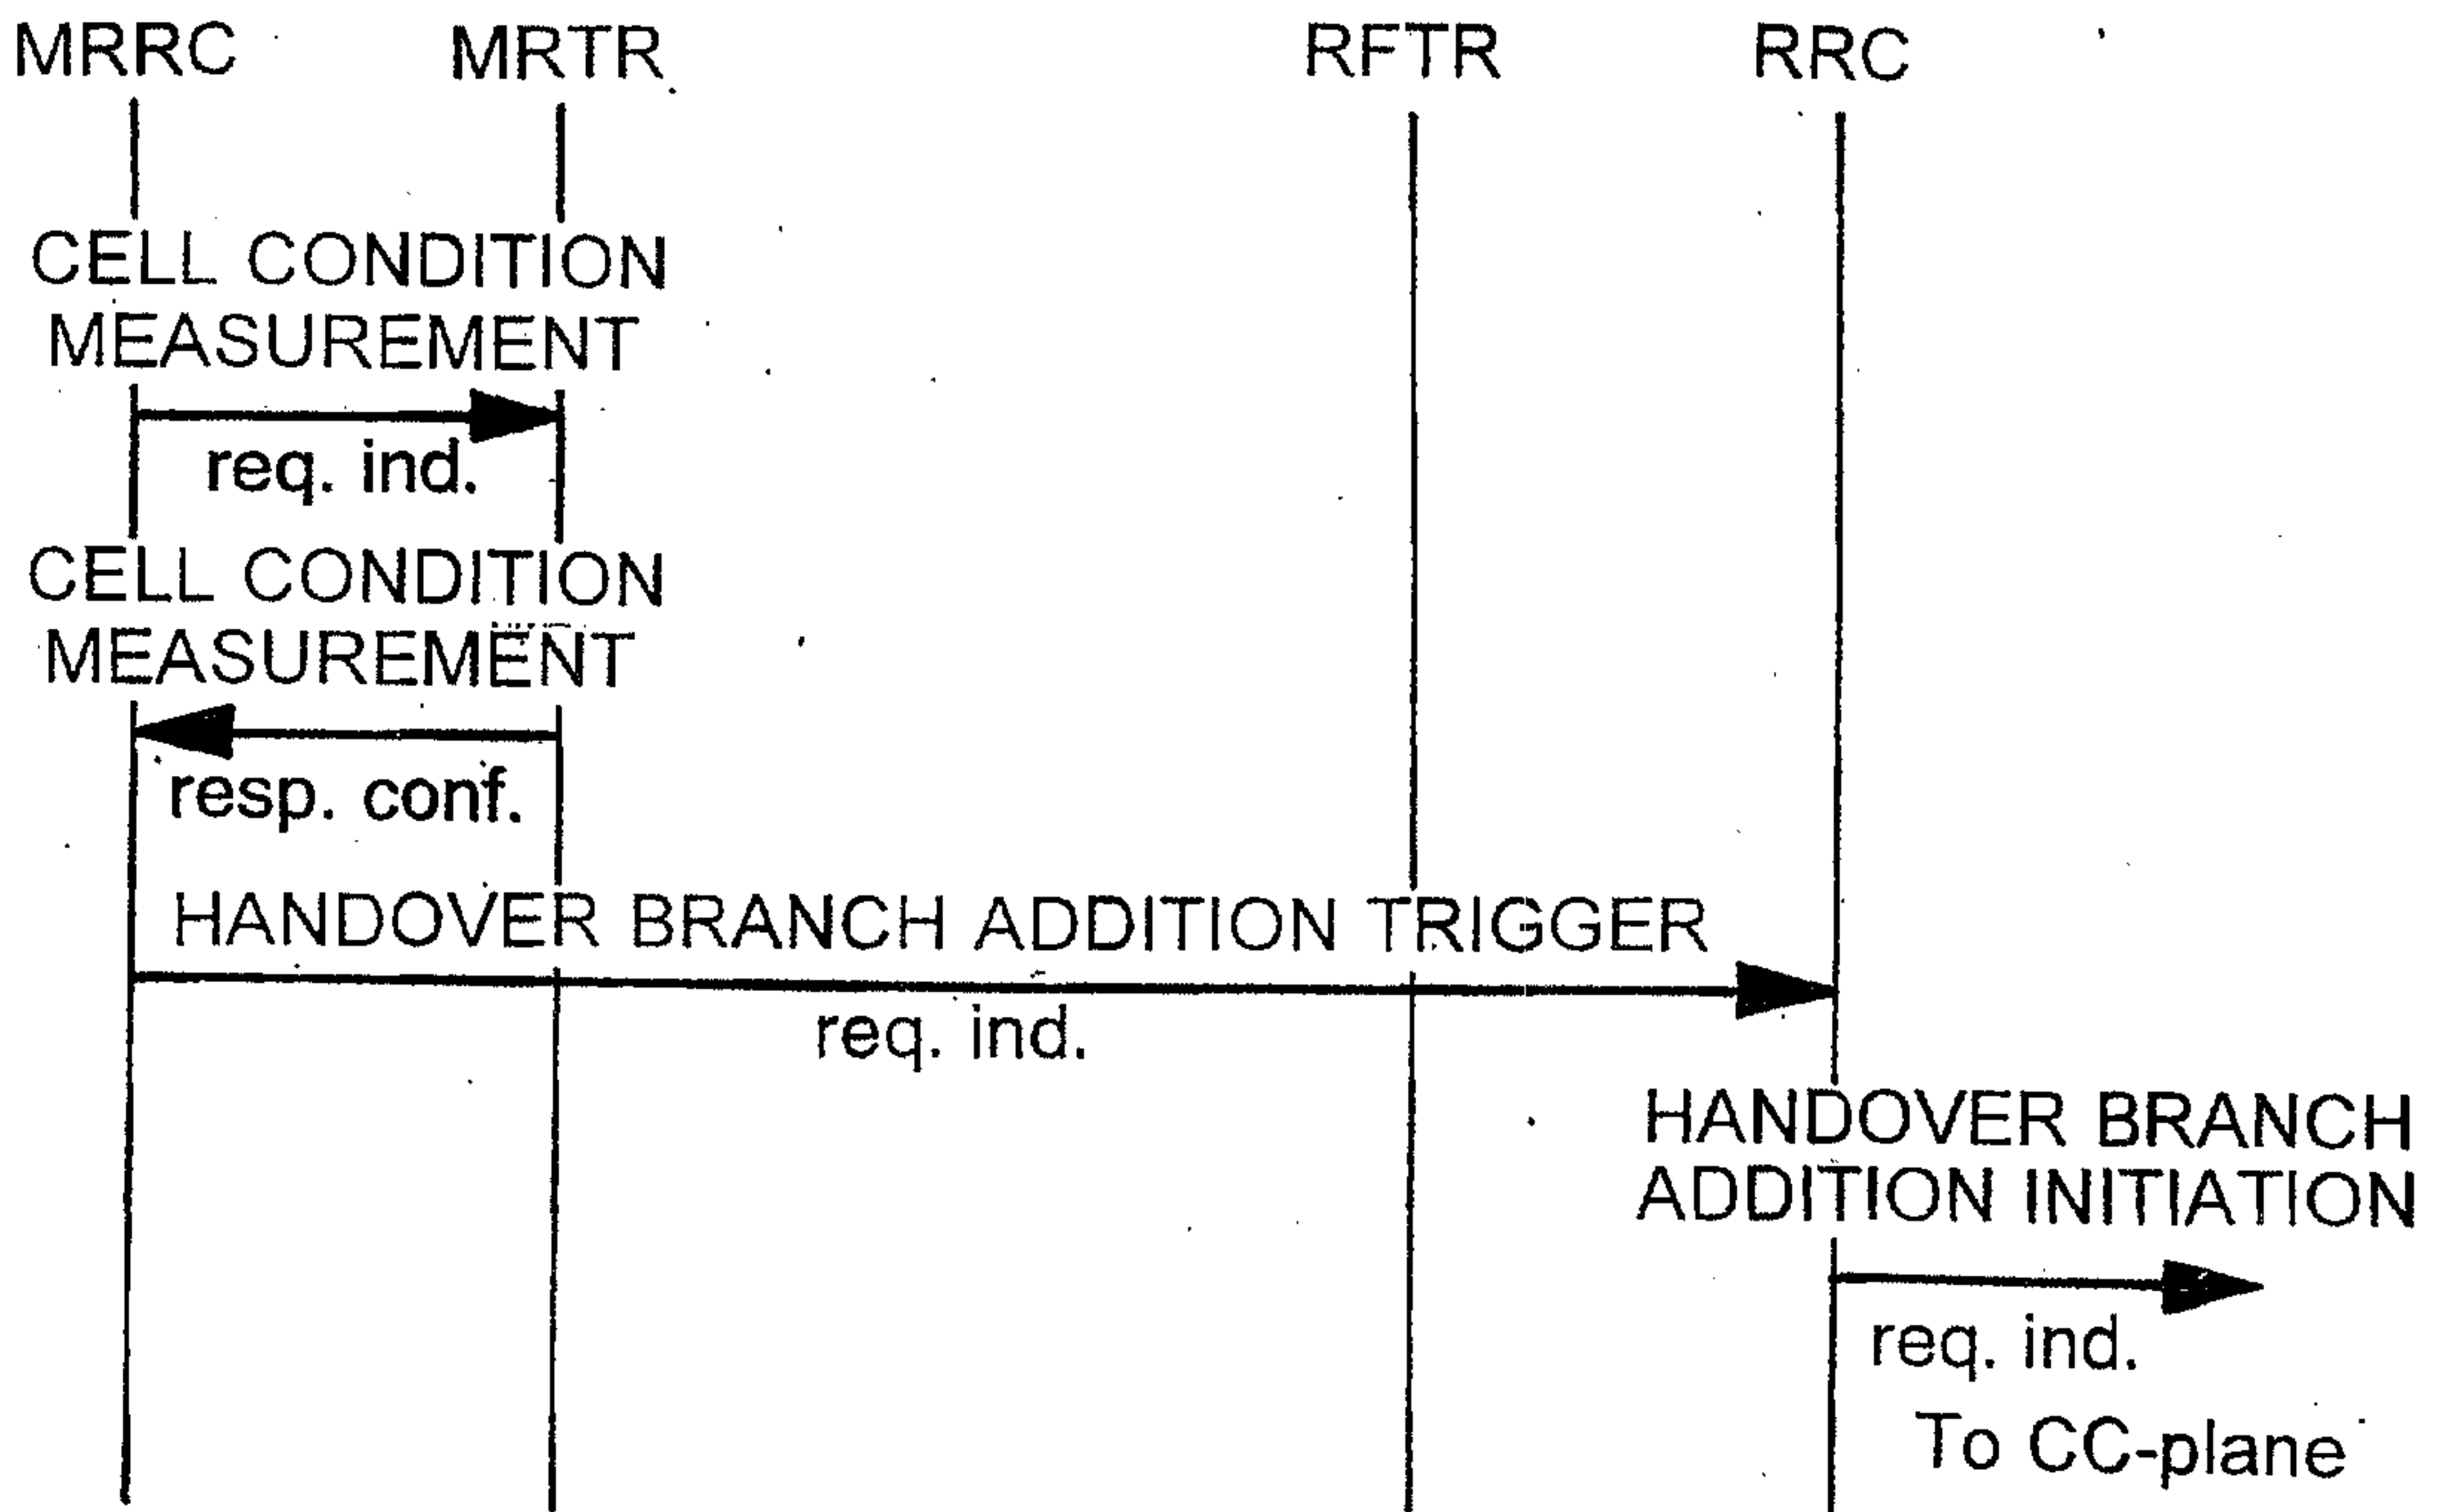 MRRC MRTR RFTR RRC
CELL CONDITION
MEASUREMENT
req. ind.
CELL CONDITION
MEASUREMENT
resp. conf.
HANDOVER BRANCH ADDITION TRIGGER
req. ind.
HANDOVER BRANCH
ADDITION INITIATION
req. ind.
To CC-plane